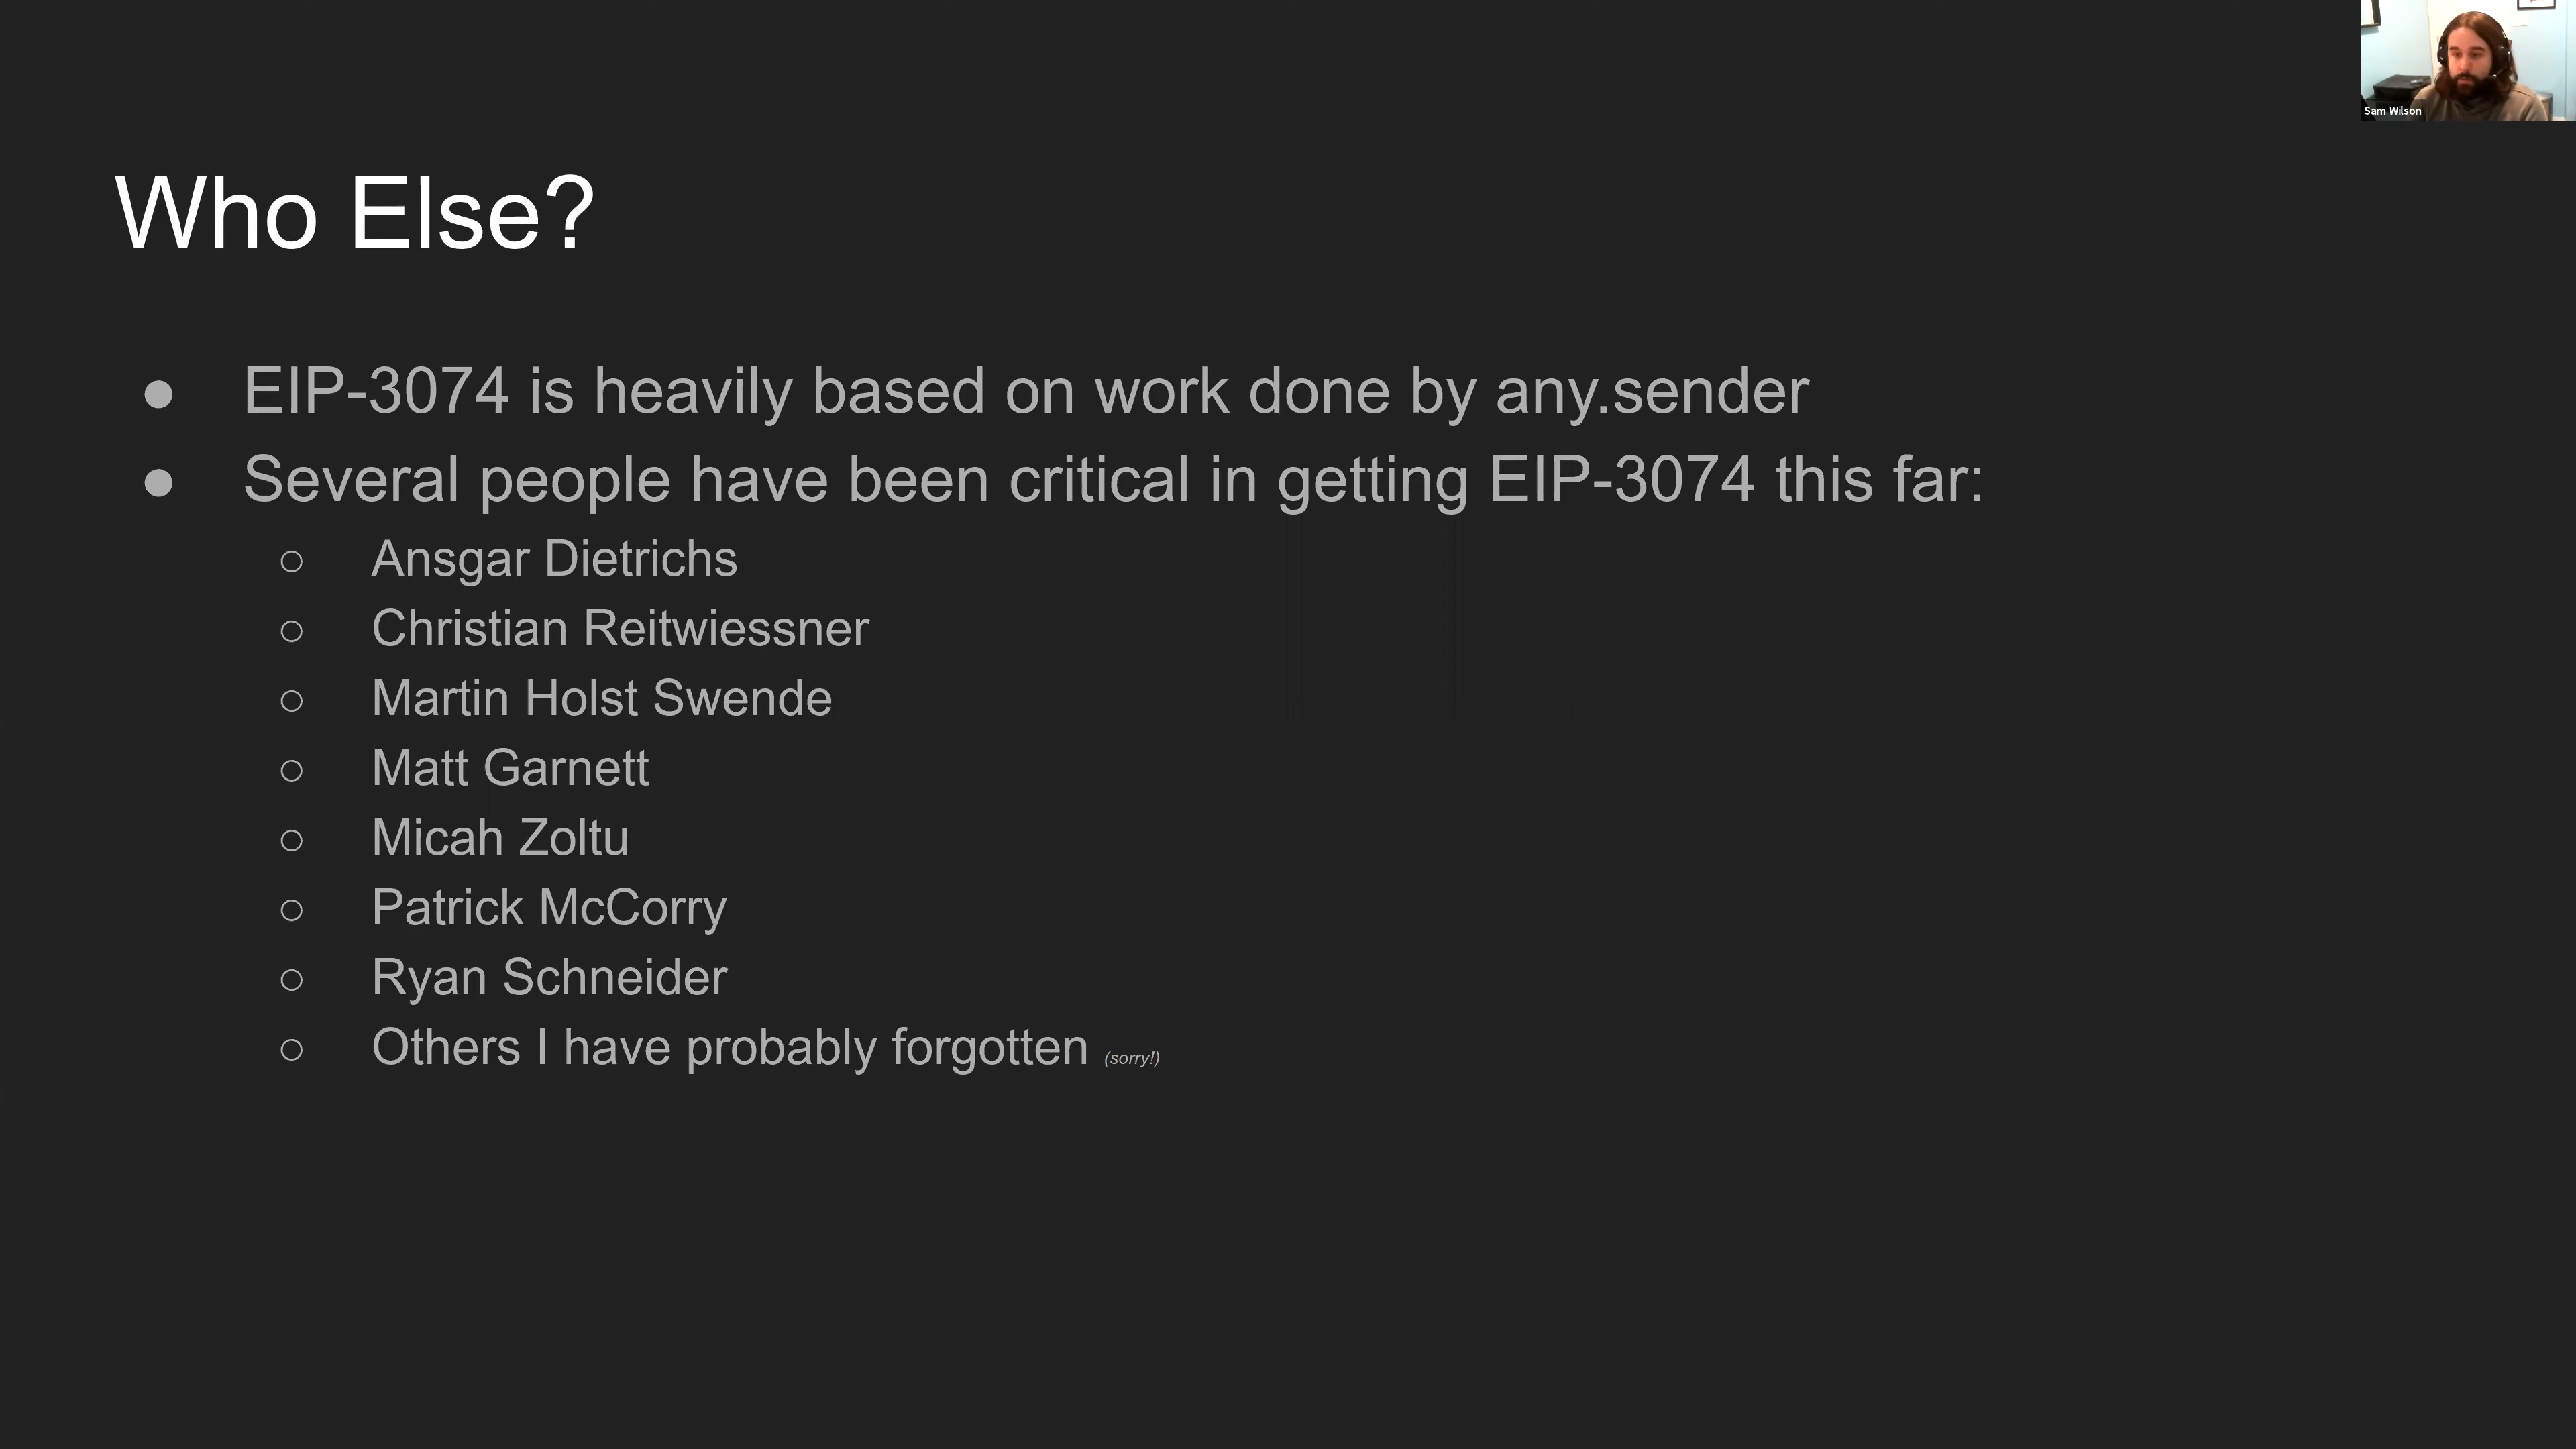 Sam Wilson
Who Else?
● EIP-3074 is heavily based on work done by any.sender
● Several people have been critical in getting EIP-3074 this far:
○ Ansgar Dietrichs
○ Christian Reitwiessner
○ Martin Holst Swende
○ Matt Garnett
○ Micah Zoltu
○ Patrick McCorry
○ Ryan Schneider
○ Others I have probably forgotten (sorry!)